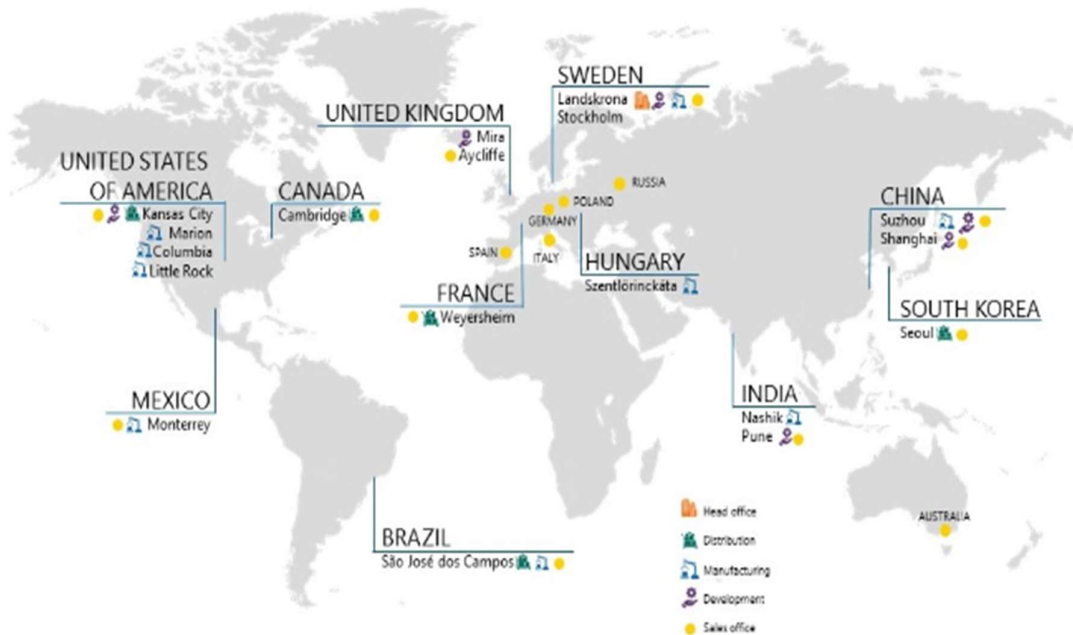 SWEDEN
Landskrona
Stockholm
UNITED KINGDOM
Mira
Aycliffe
UNITED STATES
OF AMERICA
Kansas City
Marion
Columbia
Little Rock
CANADA
Cambridge
RUSSIA
POLAND
GERMANY
SPAIN
ITALY
HUNGARY
Szentlörinckáta
FRANCE
Weyersheim
CHINA
Suzhou
Shanghai
SOUTH KOREA
Seoul
MEXICO
Monterrey
INDIA
Nashik
Pune
BRAZIL
São José dos Campos
AUSTRALIA
Head office
Distribution
Manufacturing
Development
Sales office